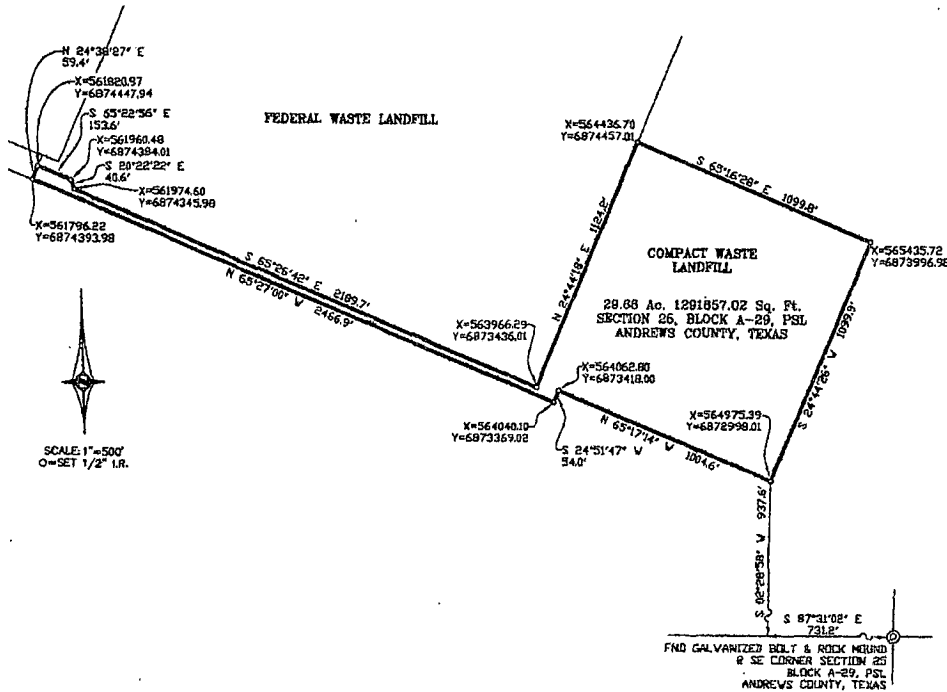 N 24°38'27" E
59.4'
X=561820.97
Y=6874447.94
S 65°22'56" E
153.6'
X=561960.48
Y=6874384.01
S 20°22'22" E
40.6'
X=561974.60
Y=6874345.98
X=561796.22
Y=6874393.98
FEDERAL WASTE LANDFILL
S 65°26'42" E 2189.7'
N 65°27'00" W 2466.9'
X=564436.70
Y=6874457.01
S 65°16'28" E 1099.8'
N 24°44'18" E 1124.2'
COMPACT WASTE
LANDFILL
29.66 Ac. 1291857.02 Sq. Ft.
SECTION 25, BLOCK A-29, PSL
ANDREWS COUNTY, TEXAS
X=565435.72
Y=6873996.98
S 24°44'26" W 1099.9'
X=563966.29
Y=6873436.01
X=564062.80
Y=6873418.00
X=564040.10
Y=6873369.02
S 24°51'47" W
54.0'
N 65°17'14" W 1004.6'
X=564975.39
Y=6872998.01
SCALE: 1"=500'
O=SET 1/2" I.R.
S 02°28'58" W 937.6'
S 87°31'02" E
731.2'
FND GALVANIZED BOLT & ROCK MOUND
@ SE CORNER SECTION 25
BLOCK A-29, PSL
ANDREWS COUNTY, TEXAS